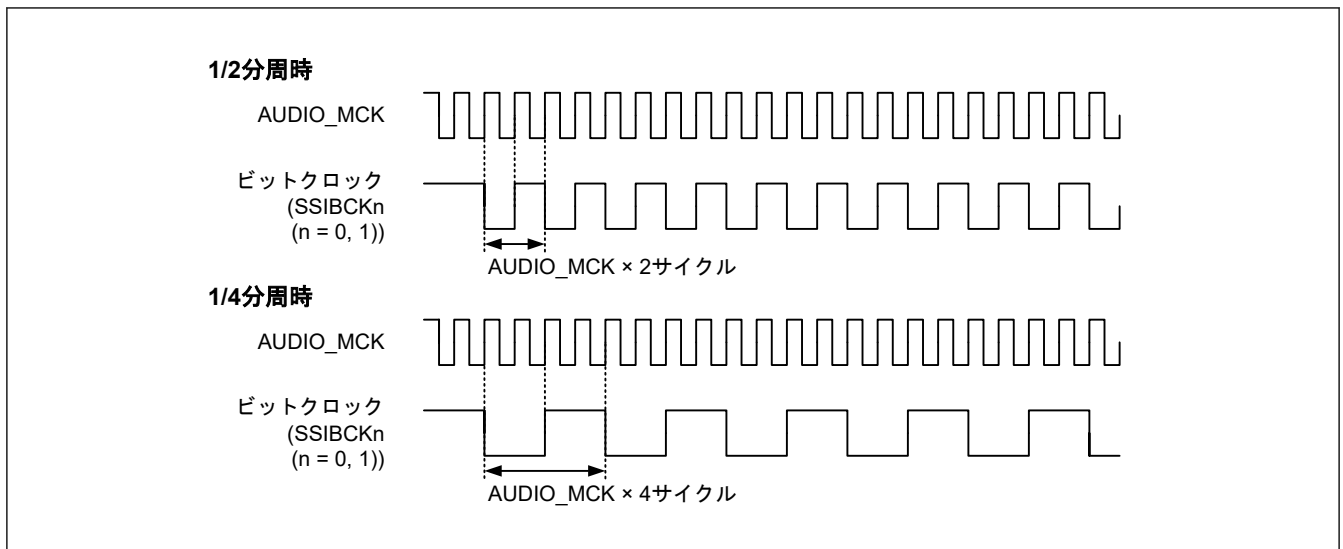 1/2分周時
AUDIO_MCK
ビットクロック
(SSIBCKn
(n = 0, 1))
AUDIO_MCK × 2サイクル
1/4分周時
AUDIO_MCK
ビットクロック
(SSIBCKn
(n = 0, 1))
AUDIO_MCK × 4サイクル